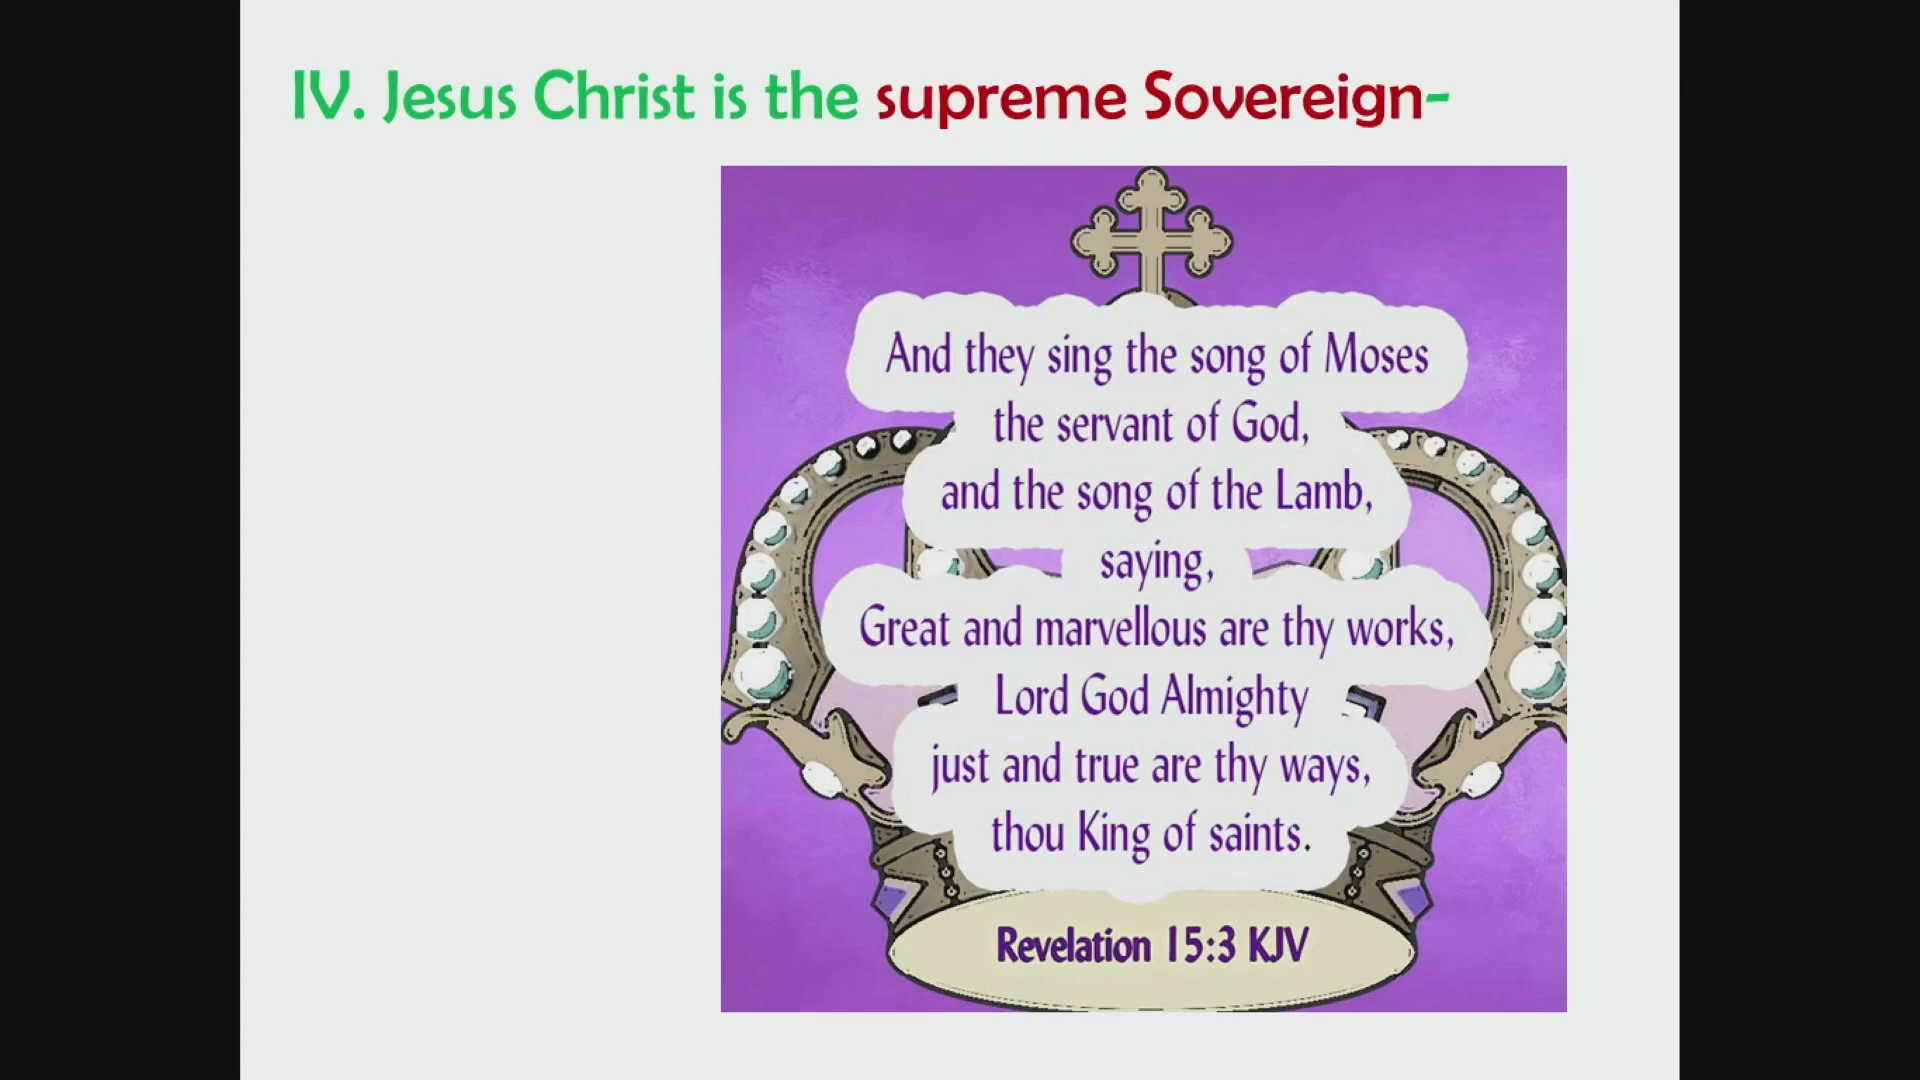 IV. Jesus Christ is the supreme Sovereign-
And they sing the song of Moses
the servant of God,
and the song of the Lamb,
saying,
Great and marvellous are thy works,
Lord God Almighty
just and true are thy ways,
thou King of saints.
Revelation 15:3 KJV